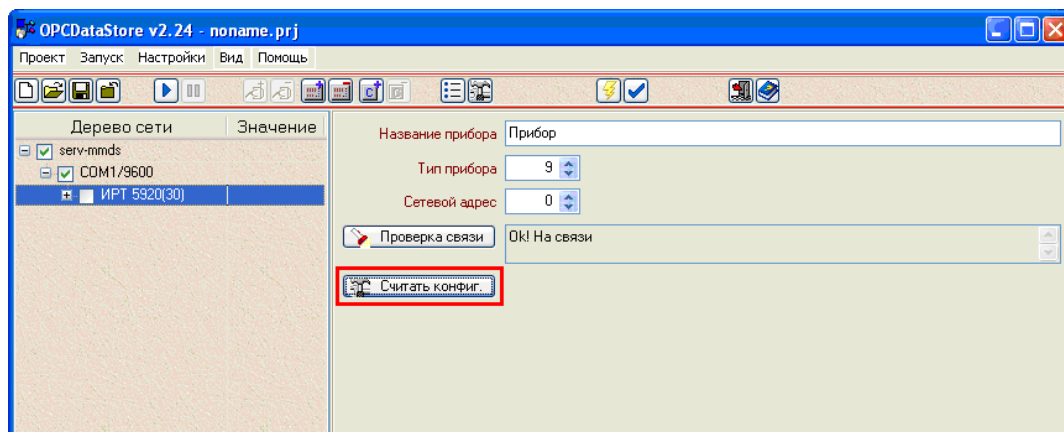 OPCDataStore v2.24 - noname.prj
Проект Запуск Настройки Вид Помощь
Дерево сети Значение
serv-mmds
COM1/9600
ИРТ 5920(30)
Название прибора Прибор
Тип прибора 9
Сетевой адрес 0
Проверка связи Ok! На связи
Считать конфиг.